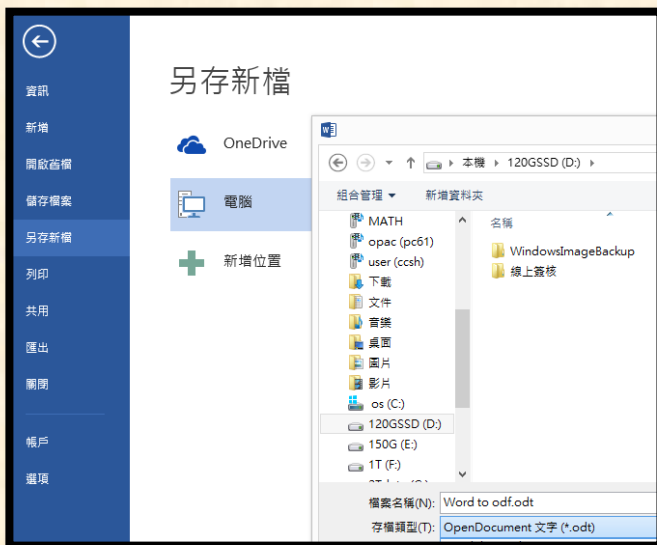 資訊
新增
開啟舊檔
儲存檔案
另存新檔
列印
共用
匯出
關閉
帳戶
選項
另存新檔
OneDrive
電腦
新增位置
本機 120GSSD (D:)
組合管理 新增資料夾
MATH
opac (pc61)
user (ccsh)
下載
文件
音樂
桌面
圖片
影片
os (C:)
120GSSD (D:)
150G (E:)
1T (F:)
名稱
WindowsImageBackup
線上簽核
檔案名稱(N): Word to odf.odt
存檔類型(T): OpenDocument 文字 (*.odt)